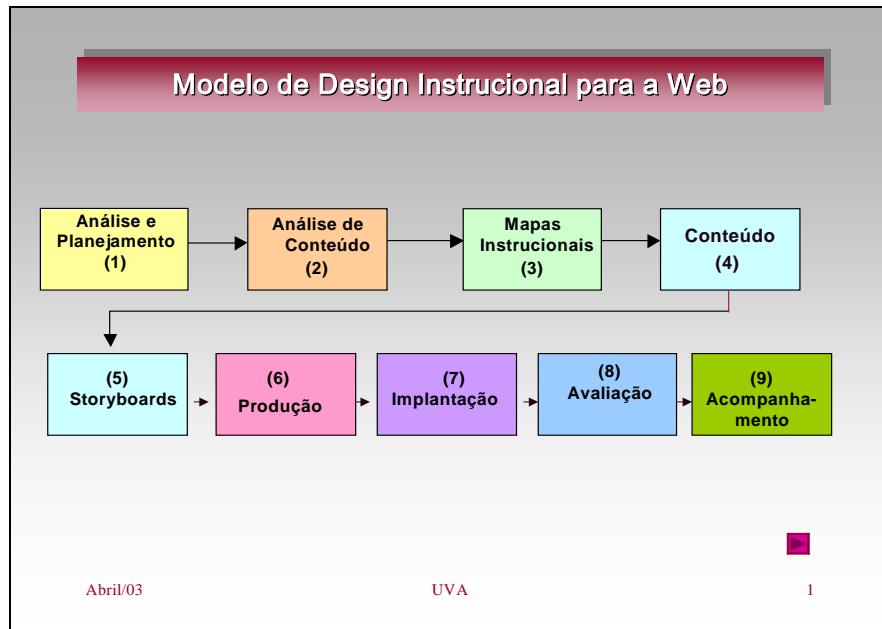 Modelo de Design Instrucional para a Web
Análise e
Planejamento
(1)
Análise de
Conteúdo
(2)
Mapas
Instrucionais
(3)
Conteúdo
(4)
(5)
Storyboards
(6)
Produção
(7)
Implantação
(8)
Avaliação
(9)
Acompanha-
mento
Abril/03
UVA
1